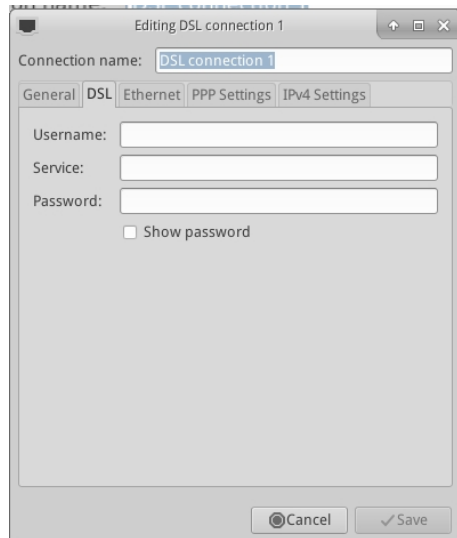 Editing DSL connection 1
Connection name: DSL connection 1
General DSL Ethernet PPP Settings IPv4 Settings
Username:
Service:
Password:
Show password
Cancel Save